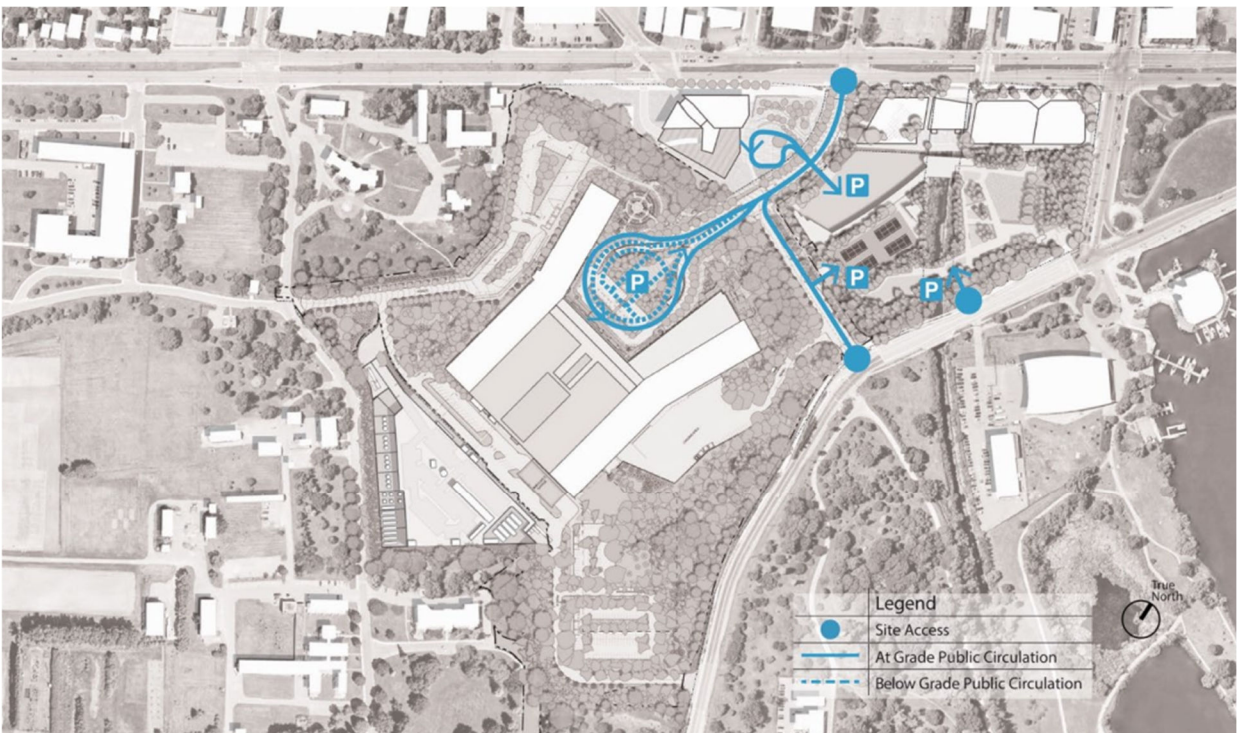 P
P
P
P
True
North
Legend
Site Access
At Grade Public Circulation
Below Grade Public Circulation